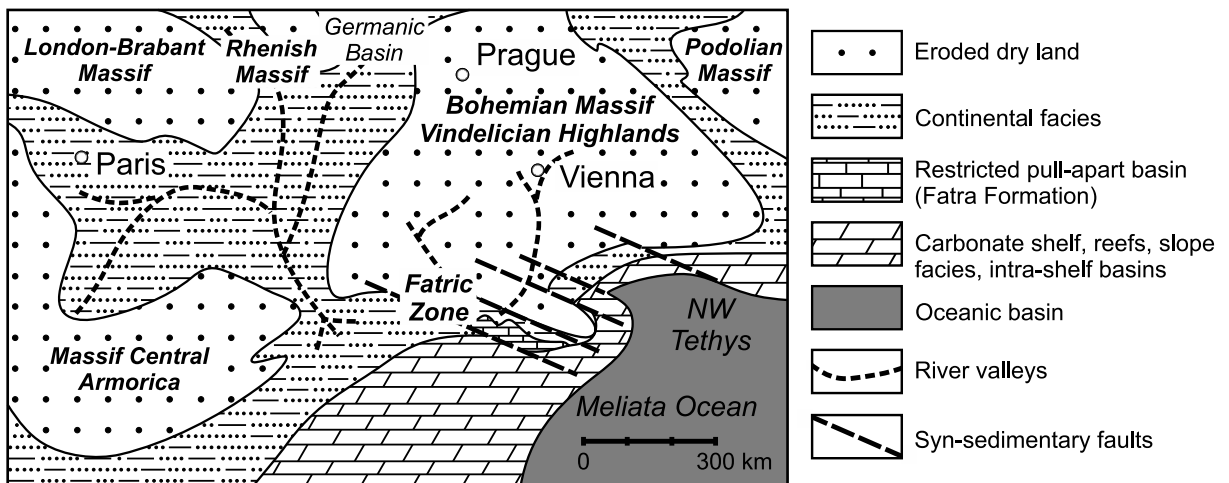 London-Brabant
Massif
Rhenish
Massif
Germanic
Basin
Prague
Podolian
Massif
Bohemian Massif
Vindelician Highlands
Paris
Vienna
Fatric
Zone
NW
Tethys
Massif Central
Armorica
Meliata Ocean
0 300 km
Eroded dry land
Continental facies
Restricted pull-apart basin
(Fatra Formation)
Carbonate shelf, reefs, slope
facies, intra-shelf basins
Oceanic basin
River valleys
Syn-sedimentary faults